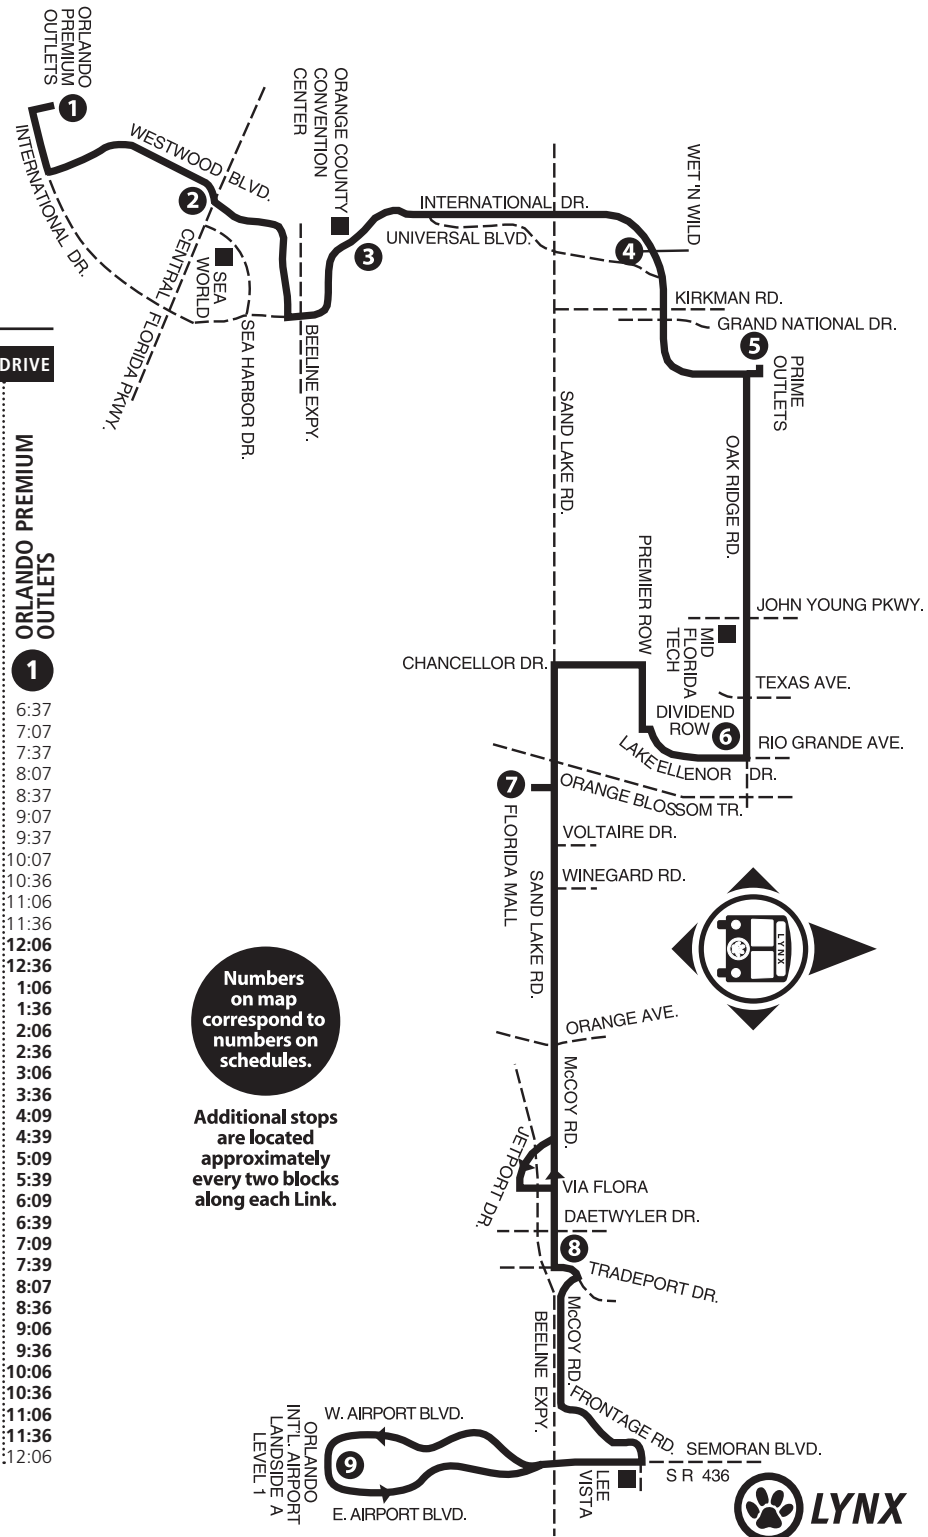 ORLANDO
PREMIUM
OUTLETS
1
INTERNATIONAL DR.
WESTWOOD BLVD.
2
ORANGE COUNTY
CONVENTION
CENTER
3
CENTRAL FLORIDA PKWY.
SEA
WORLD
SEA HARBOR DR.
BEELINE EXPY.
INTERNATIONAL DR.
UNIVERSAL BLVD.
WET 'N WILD
4
KIRKMAN RD.
GRAND NATIONAL DR.
5
PRIME
OUTLETS
SAND LAKE RD.
OAK RIDGE RD.
JOHN YOUNG PKWY.
MID
FLORIDA
TECH
TEXAS AVE.
PREMIER ROW
CHANCELLOR DR.
DIVIDEND
ROW
6
RIO GRANDE AVE.
LAKE ELLENOR DR.
ORANGE BLOSSOM TR.
7
FLORIDA MALL
VOLTAIRE DR.
WINEGARD RD.
SAND LAKE RD.
LYNX
ORANGE AVE.
McCOY RD.
JETPORT DR.
VIA FLORA
DAETWYLER DR.
8
TRADEPORT DR.
McCOY RD.
BEELINE EXPY.
FRONTAGE RD.
SEMORAN BLVD.
S R 436
LEE
VISTA
W. AIRPORT BLVD.
9
E. AIRPORT BLVD.
ORLANDO
INT'L. AIRPORT
LANDSIDE A
LEVEL 1
Numbers
on map
correspond to
numbers on
schedules.
Additional stops
are located
approximately
every two blocks
along each Link.
LYNX
DRIVE
ORLANDO PREMIUM
OUTLETS
1
6:37
7:07
7:37
8:07
8:37
9:07
9:37
10:07
10:36
11:06
11:36
12:06
12:36
1:06
1:36
2:06
2:36
3:06
3:36
4:09
4:39
5:09
5:39
6:09
6:39
7:09
7:39
8:07
8:36
9:06
9:36
10:06
10:36
11:06
11:36
12:06